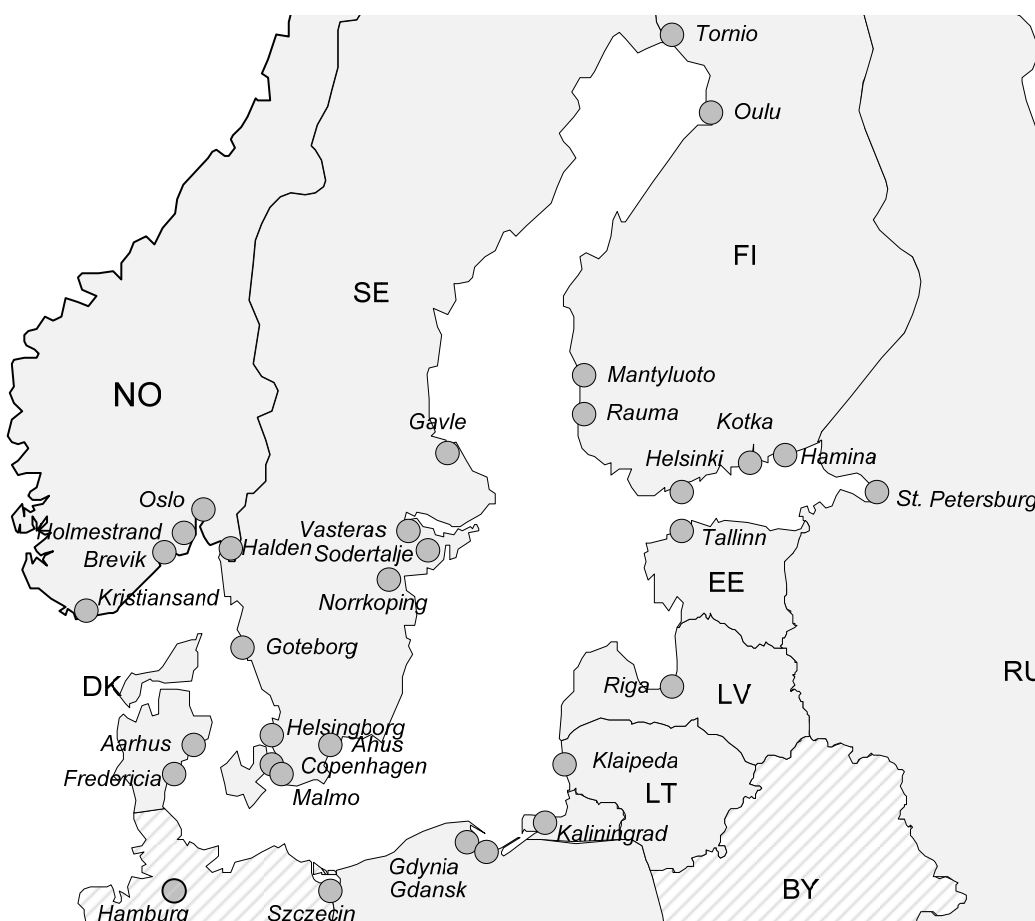 Tornio
Oulu
FI
SE
Mantyluoto
NO
Rauma
Gavle
Kotka
Helsinki
Hamina
Oslo
St. Petersburg
Holmestrand
Vasteras
Tallinn
Halden
Sodertalje
Brevik
EE
Kristiansand
Norrkoping
Goteborg
RU
DK
Riga
LV
Helsingborg
Aarhus
Ahus
Klaipeda
Copenhagen
Fredericia
LT
Malmo
Kaliningrad
Gdynia
Gdansk
BY
Hamburg
Szczecin